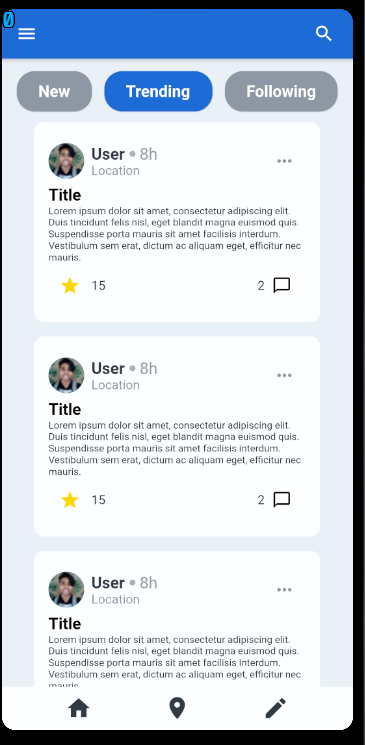 0
New Trending Following
User • 8h
Location
Title
Lorem ipsum dolor sit amet, consectetur adipiscing elit.
Duis tincidunt felis nisl, eget blandit magna euismod quis.
Suspendisse porta mauris sit amet facilisis interdum.
Vestibulum sem erat, dictum ac aliquam eget, efficitur nec
mauris.
15 2
User • 8h
Location
Title
Lorem ipsum dolor sit amet, consectetur adipiscing elit.
Duis tincidunt felis nisl, eget blandit magna euismod quis.
Suspendisse porta mauris sit amet facilisis interdum.
Vestibulum sem erat, dictum ac aliquam eget, efficitur nec
mauris.
15 2
User • 8h
Location
Title
Lorem ipsum dolor sit amet, consectetur adipiscing elit.
Duis tincidunt felis nisl, eget blandit magna euismod quis.
Suspendisse porta mauris sit amet facilisis interdum.
Vestibulum sem erat, dictum ac aliquam eget, efficitur nec
mauris.